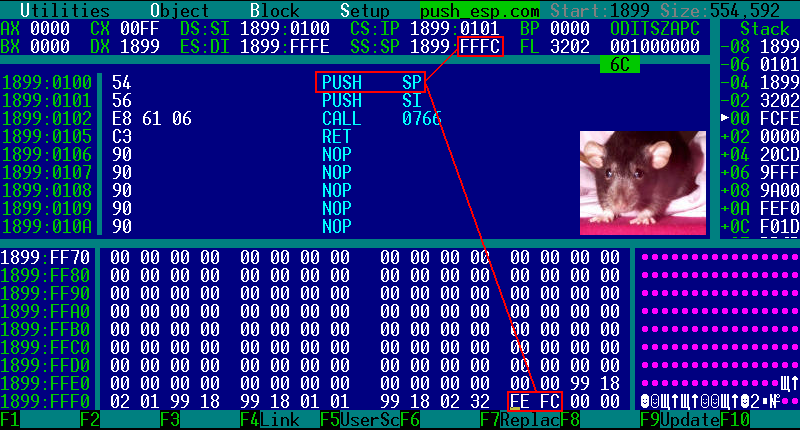 Utilities Object Block Setup push_esp.com Start:1899 Size:554,592
AX 0000 CX 00FF DS:SI 1899:0100 CS:IP 1899:0101 BP 0000 ODITSZAPC Stack
BX 0000 DX 1899 ES:DI 1899:FFFE SS:SP 1899:FFFC FL 3202 001000000 -08 1899
6C -06 0101
1899:0100 54 PUSH SP -04 1899
1899:0101 56 PUSH SI -02 3202
1899:0102 E8 61 06 CALL 0766 ►00 FCFE
1899:0105 C3 RET +02 0000
1899:0106 90 NOP +04 20CD
1899:0107 90 NOP +06 9FFF
1899:0108 90 NOP +08 9A00
1899:0109 90 NOP +0A FEF0
1899:010A 90 NOP +0C F01D
1899:FF70 00 00 00 00 00 00 00 00 00 00 00 00 00 00 00 00
1899:FF80 00 00 00 00 00 00 00 00 00 00 00 00 00 00 00 00
1899:FF90 00 00 00 00 00 00 00 00 00 00 00 00 00 00 00 00
1899:FFA0 00 00 00 00 00 00 00 00 00 00 00 00 00 00 00 00
1899:FFB0 00 00 00 00 00 00 00 00 00 00 00 00 00 00 00 00
1899:FFC0 00 00 00 00 00 00 00 00 00 00 00 00 00 00 00 00
1899:FFD0 00 00 00 00 00 00 00 00 00 00 00 00 00 00 00 00
1899:FFE0 00 00 00 00 00 00 00 00 00 00 00 00 00 00 99 18
1899:FFF0 02 01 99 18 99 18 01 01 99 18 02 32 EE FC 00 00
F1 F2 F3 F4Link F5UserSc F6 F7Replac F8 F9Update F10